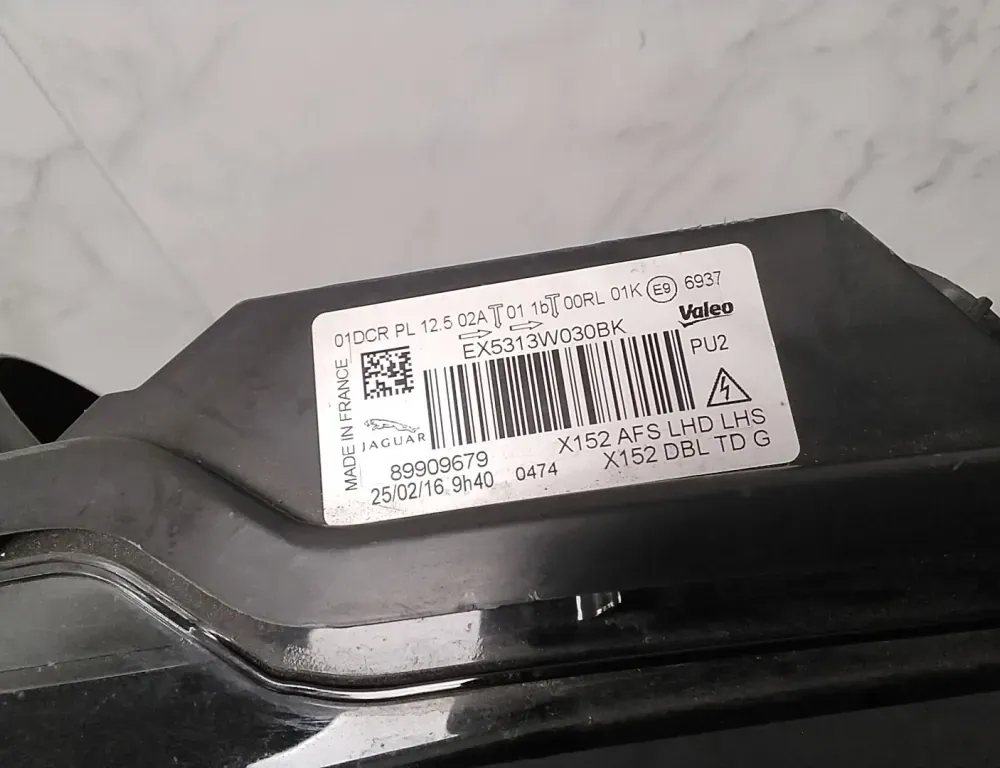 01DCR PL 12.5 02A 01 1b 00RL 01K E9 6937
EX5313W030BK
Valeo
PU2
MADE IN FRANCE
JAGUAR
X152 AFS LHD LHS
X152 DBL TD G
89909679
25/02/16 9h40 0474